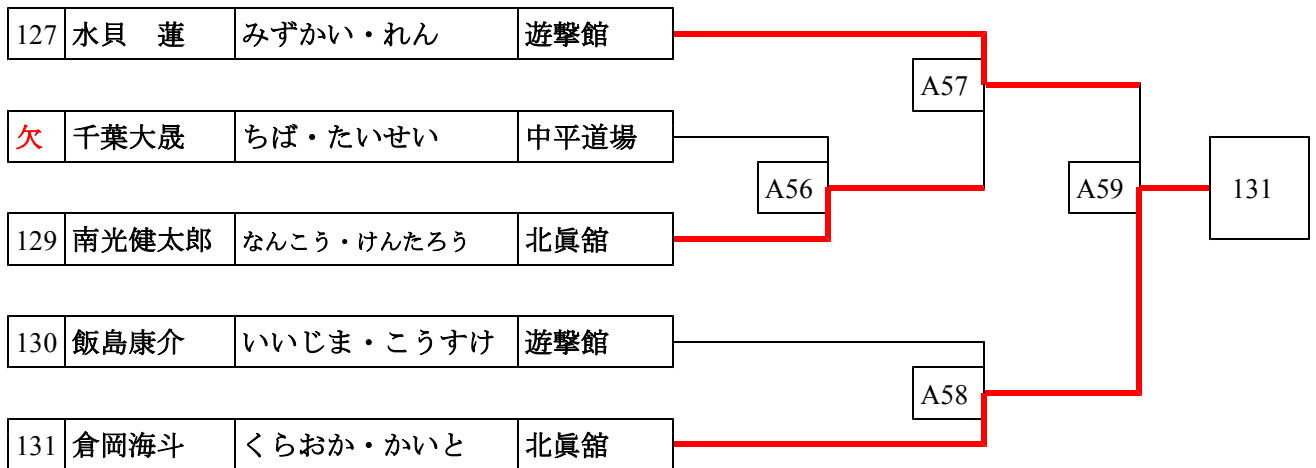 127 水貝　蓮 みずかい・れん 遊撃館
A57
欠 千葉大晟 ちば・たいせい 中平道場
A56
A59
131
129 南光健太郎 なんこう・けんたろう 北眞舘
130 飯島康介 いいじま・こうすけ 遊撃館
A58
131 倉岡海斗 くらおか・かいと 北眞舘